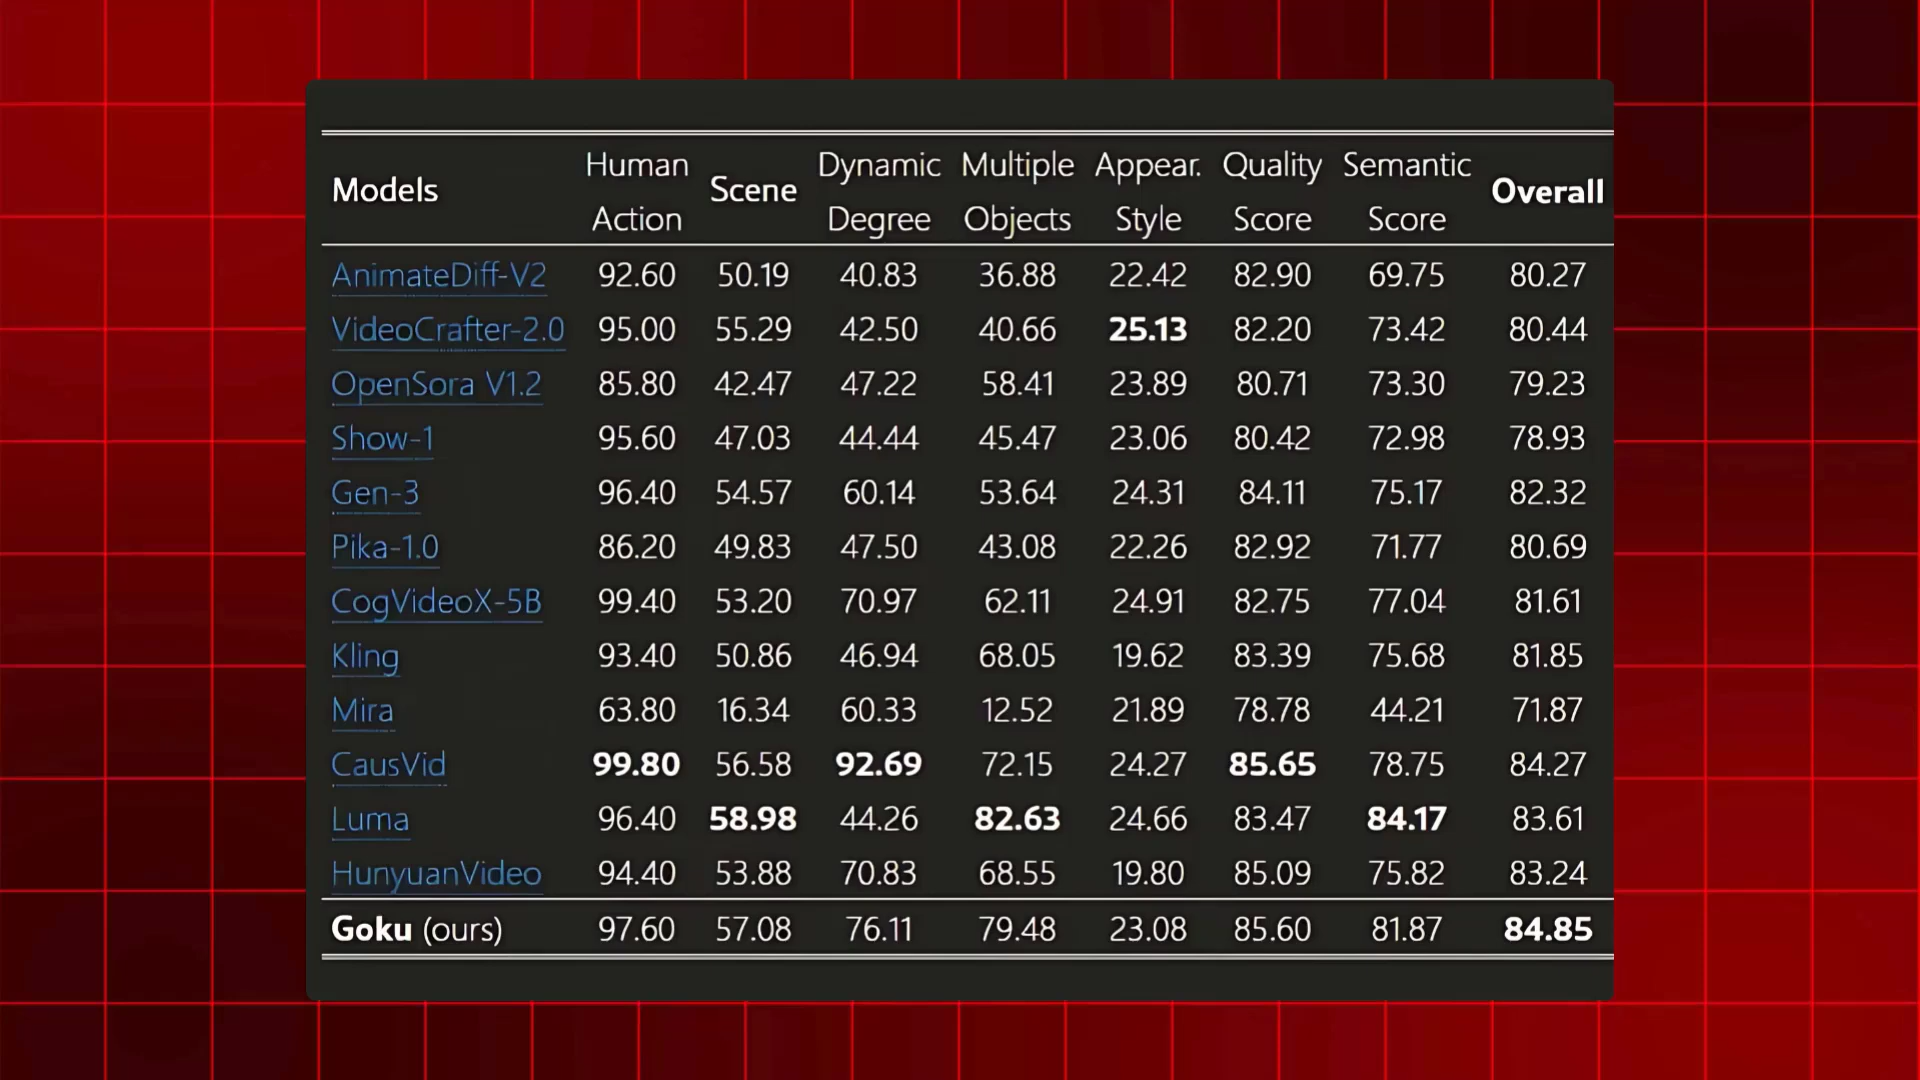 Models Human Action Scene Dynamic Degree Multiple Objects Appear. Style Quality Score Semantic Score Overall
AnimateDiff-V2 92.60 50.19 40.83 36.88 22.42 82.90 69.75 80.27
VideoCrafter-2.0 95.00 55.29 42.50 40.66 25.13 82.20 73.42 80.44
OpenSora V1.2 85.80 42.47 47.22 58.41 23.89 80.71 73.30 79.23
Show-1 95.60 47.03 44.44 45.47 23.06 80.42 72.98 78.93
Gen-3 96.40 54.57 60.14 53.64 24.31 84.11 75.17 82.32
Pika-1.0 86.20 49.83 47.50 43.08 22.26 82.92 71.77 80.69
CogVideoX-5B 99.40 53.20 70.97 62.11 24.91 82.75 77.04 81.61
Kling 93.40 50.86 46.94 68.05 19.62 83.39 75.68 81.85
Mira 63.80 16.34 60.33 12.52 21.89 78.78 44.21 71.87
CausVid 99.80 56.58 92.69 72.15 24.27 85.65 78.75 84.27
Luma 96.40 58.98 44.26 82.63 24.66 83.47 84.17 83.61
HunyuanVideo 94.40 53.88 70.83 68.55 19.80 85.09 75.82 83.24
Goku (ours) 97.60 57.08 76.11 79.48 23.08 85.60 81.87 84.85